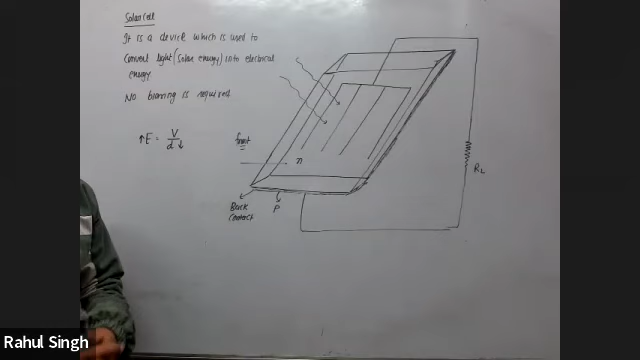 Solar Cell
It is a device which is used to
Convert light (Solar energy) into electrical
energy
No biasing is required
↑E = V/d↓
front
n
Back
Contact
P
RL
Rahul Singh